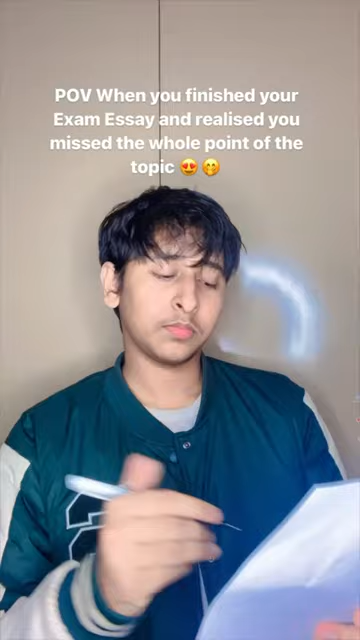 POV When you finished your
Exam Essay and realised you
missed the whole point of the
topic 😍🤭